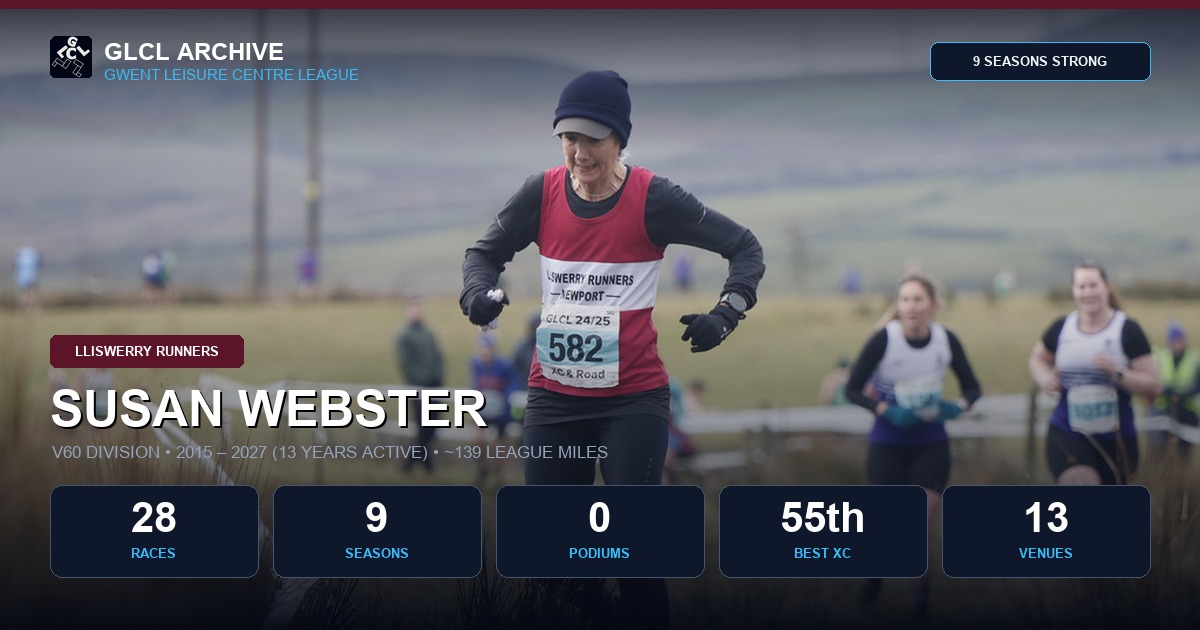 GLCL ARCHIVE
GWENT LEISURE CENTRE LEAGUE
9 SEASONS STRONG
LLISWERRY RUNNERS
NEWPORT
GLCL 24/25
582
XC & Road
LLISWERRY RUNNERS
SUSAN WEBSTER
V60 DIVISION • 2015 – 2027 (13 YEARS ACTIVE) • ~139 LEAGUE MILES
28
RACES
9
SEASONS
0
PODIUMS
55th
BEST XC
13
VENUES